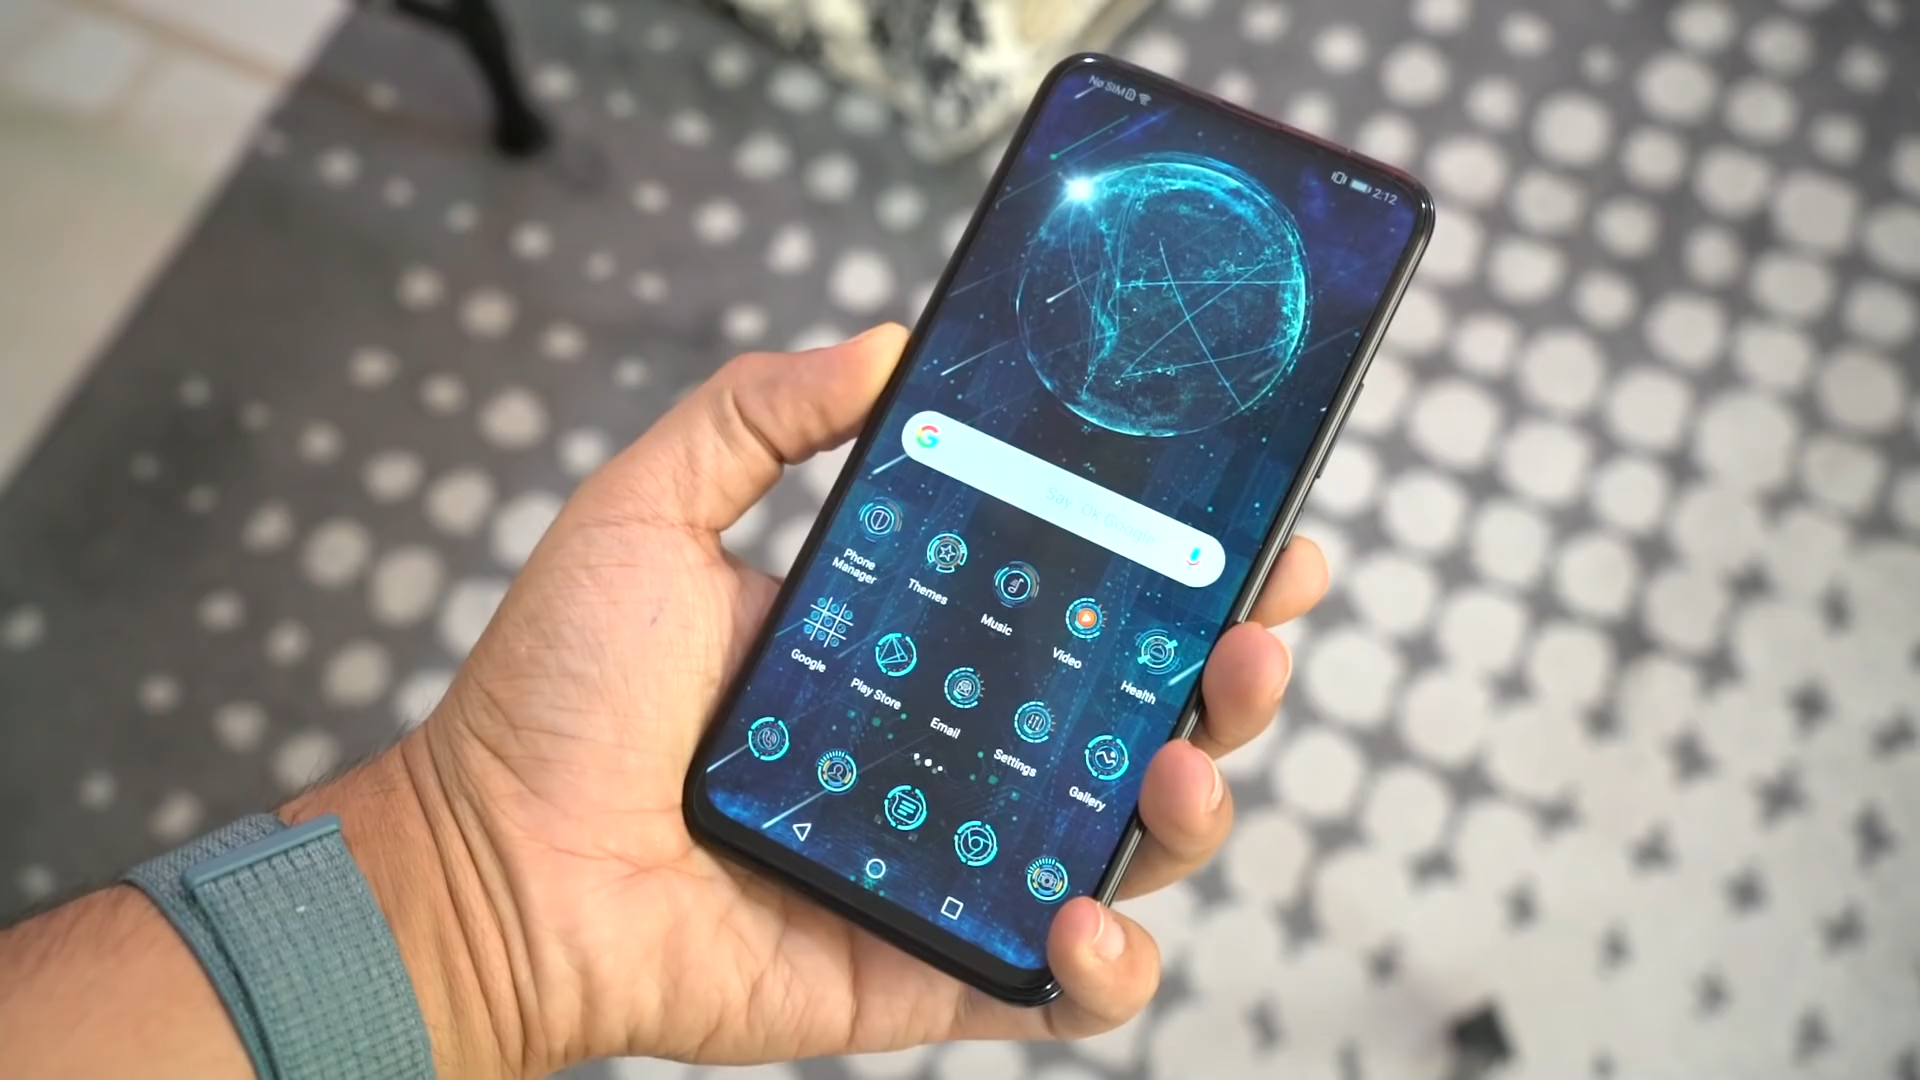 No SIM
2:12
G
Say "Ok Google"
Phone
Manager
Themes
Music
Video
Health
Google
Play Store
Email
Settings
Gallery